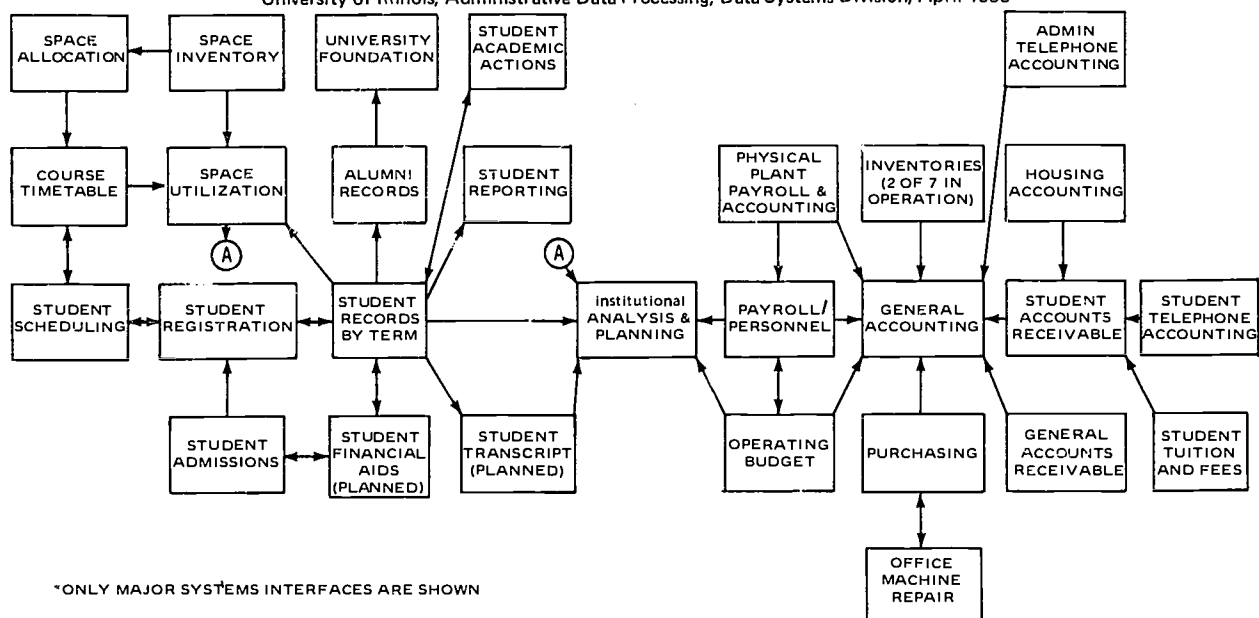 SPACE
ALLOCATION
SPACE
INVENTORY
UNIVERSITY
FOUNDATION
STUDENT
ACADEMIC
ACTIONS
ADMIN
TELEPHONE
ACCOUNTING
COURSE
TIMETABLE
SPACE
UTILIZATION
ALUMNI
RECORDS
STUDENT
REPORTING
PHYSICAL
PLANT
PAYROLL &
ACCOUNTING
INVENTORIES
(2 OF 7 IN
OPERATION)
HOUSING
ACCOUNTING
A
A
STUDENT
SCHEDULING
STUDENT
REGISTRATION
STUDENT
RECORDS
BY TERM
institutional
ANALYSIS &
PLANNING
PAYROLL/
PERSONNEL
GENERAL
ACCOUNTING
STUDENT
ACCOUNTS
RECEIVABLE
STUDENT
TELEPHONE
ACCOUNTING
STUDENT
ADMISSIONS
STUDENT
FINANCIAL
AIDS
(PLANNED)
STUDENT
TRANSCRIPT
(PLANNED)
OPERATING
BUDGET
PURCHASING
GENERAL
ACCOUNTS
RECEIVABLE
STUDENT
TUITION
AND FEES
OFFICE
MACHINE
REPAIR
*ONLY MAJOR SYSTEMS INTERFACES ARE SHOWN